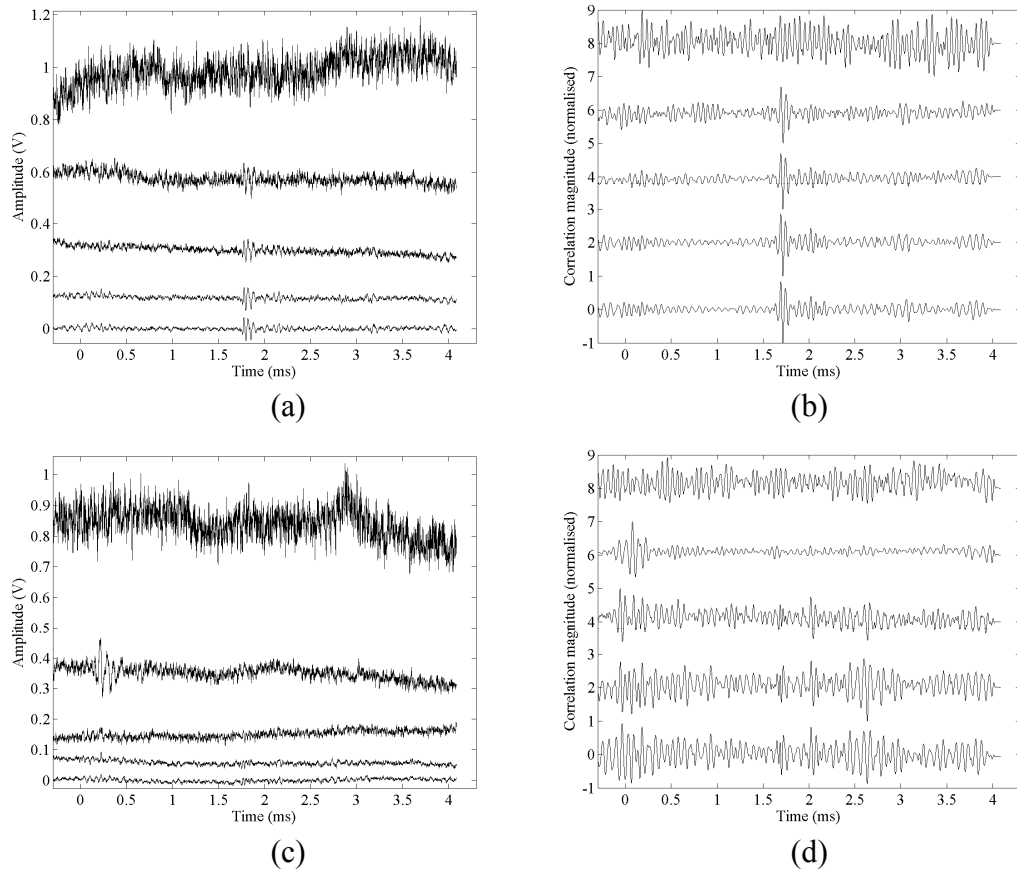 1.2
1
0.8
0.6
0.4
0.2
0
Amplitude (V)
0 0.5 1 1.5 2 2.5 3 3.5 4
Time (ms)
(a)
9
8
7
6
5
4
3
2
1
0
-1
Correlation magnitude (normalised)
0 0.5 1 1.5 2 2.5 3 3.5 4
Time (ms)
(b)
1
0.9
0.8
0.7
0.6
0.5
0.4
0.3
0.2
0.1
0
Amplitude (V)
0 0.5 1 1.5 2 2.5 3 3.5 4
Time (ms)
(c)
9
8
7
6
5
4
3
2
1
0
-1
Correlation magnitude (normalised)
0 0.5 1 1.5 2 2.5 3 3.5 4
Time (ms)
(d)